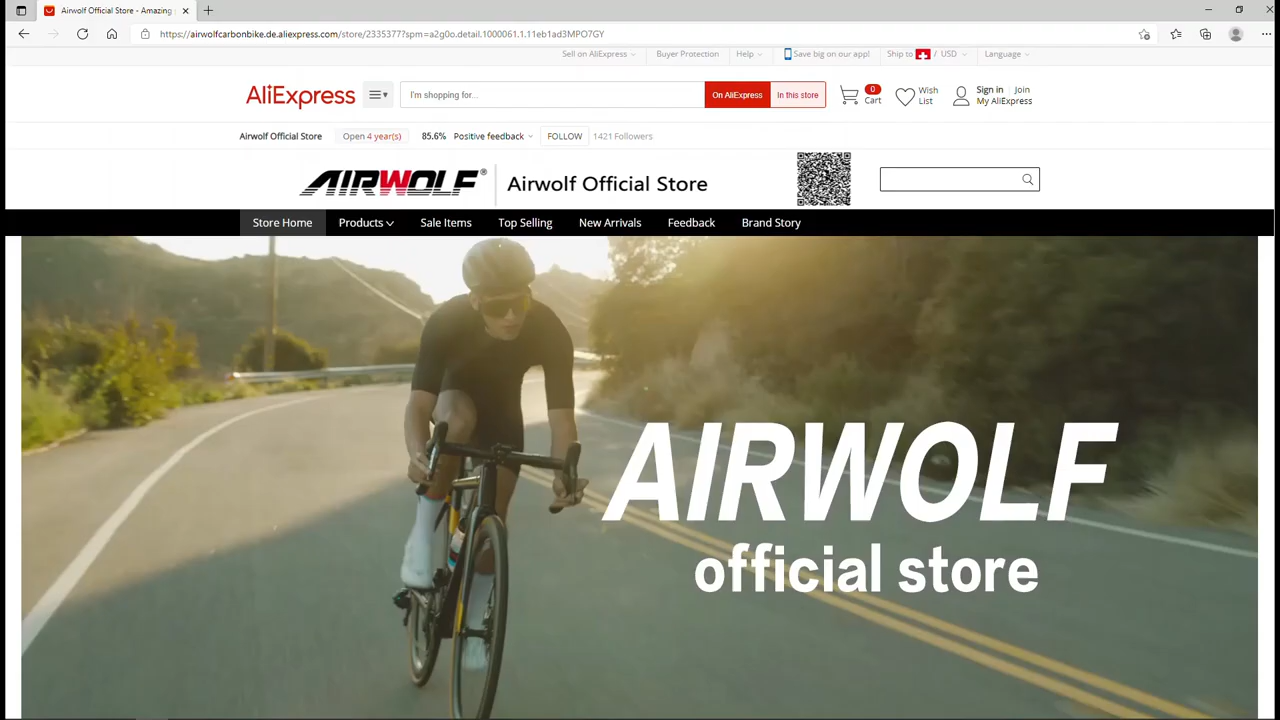 Airwolf Official Store - Amazing
https://airwolfcarbonbike.de.aliexpress.com/store/2335377?spm=a2g0o.detail.1000061.1.11eb1ad3MPO7GY
Sell on AliExpress Buyer Protection Help Save big on our app! Ship to / USD Language
AliExpress I'm shopping for... On AliExpress In this store 0 Cart Wish List Sign in Join My AliExpress
Airwolf Official Store Open 4 year(s) 85.6% Positive feedback FOLLOW 1421 Followers
AIRWOLF® Airwolf Official Store
Store Home Products Sale Items Top Selling New Arrivals Feedback Brand Story
AIRWOLF
official store